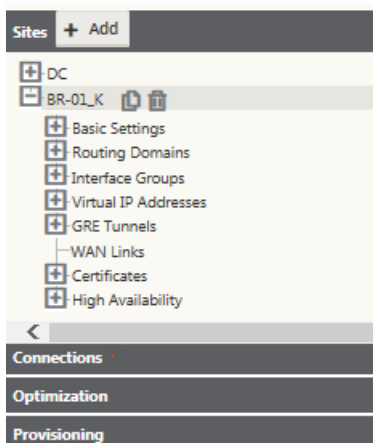 Sites + Add
DC
BR-01_K
Basic Settings
Routing Domains
Interface Groups
Virtual IP Addresses
GRE Tunnels
WAN Links
Certificates
High Availability
Connections
Optimization
Provisioning